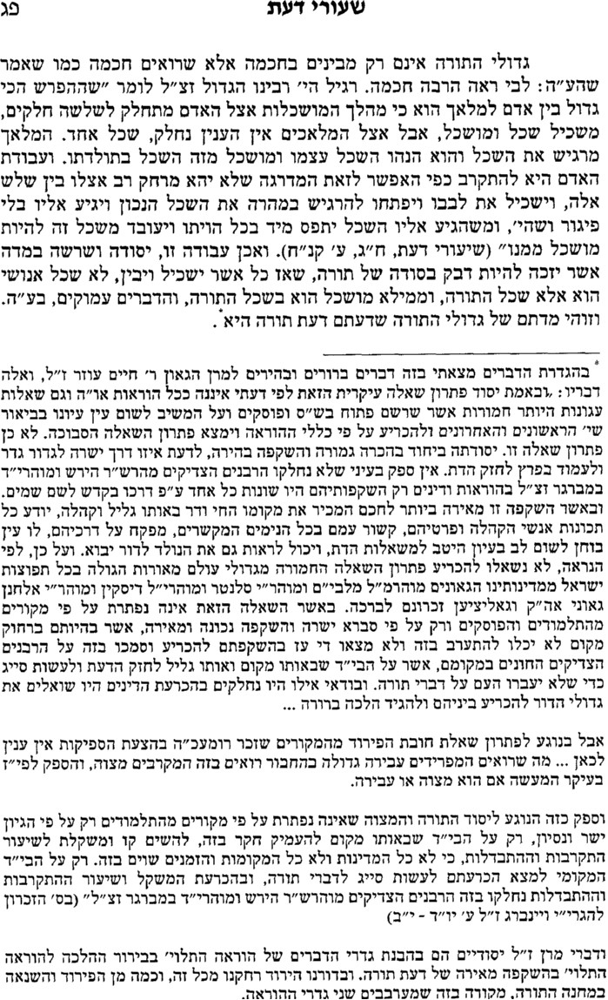 שעורי דעת
פג
גדולי התורה אינם רק מבינים בחכמה אלא שרואים חכמה כמו שאמר
שהע״ה: לבי ראה הרבה חכמה. רגיל הי׳ רבינו הגדול זצ״ל לומר ״שההפרש הכי
גדול בין אדם למלאך הוא כי מהלך המושכלות אצל האדם מתחלק לשלשה חלקים,
משכיל שכל ומושכל, אבל אצל המלאכים אין הענין נחלק, שכל אחד. המלאך
מרגיש את השכל והוא הנהו השכל עצמו ומושכל מזה השכל בתולדתו. ועבודת
האדם היא להתקרב כפי האפשר לזאת המדרגה שלא יהא מרחק רב אצלו בין שלש
אלה, וישכיל את לבבו ויפתחו להרגיש במהרה את השכל הנכון ויגיע אליו בלי
פיגור ושהי׳, ומשהגיע אליו השכל יתפס מיד בכל הויתו ויעובד משכל זה להיות
מושכל ממנו״ (שיעורי דעת, ח״ג, ע׳ קנ״ח). ואכן עבודה זו, יסודה ושרשה במדה
אשר יזכה להיות דבק בסודה של תורה, שאז כל אשר ישכיל ויבין, לא שכל אנושי
הוא אלא שכל התורה, וממילא מושכל הוא בשכל התורה, והדברים עמוקים, בע״ה.
וזוהי מדתם של גדולי התורה שדעתם דעת תורה היא*.
* בהגדרת הדברים מצאתי בזה דברים ברורים ובהירים למרן הגאון ר׳ חיים עוזר ז״ל, ואלה
דבריו: ״ובאמת יסוד פתרון שאלה עיקרית הזאת לפי דעתי איננה ככל הוראות או״ה וגם שאלות
עגונות היותר חמורות אשר שרשם פתוח בש״ס ופוסקים ועל המשיב לשום עין עיונו בביאור
שי׳ הראשונים והאחרונים ולהכריע על פי כללי ההוראה וימצא פתרון השאלה הסבוכה. לא כן
פתרון שאלה זו. יסודתה ביחוד בהכרה גמורה והשקפה בהירה, לדעת איזו דרך ישרה לגדור גדר
ולעמוד בפרץ לחזק הדת. אין ספק בעיני שלא נחלקו הרבנים הצדיקים מהרש״ר הירש ומוהרי״ד
במברגר זצ״ל בהוראות ודינים רק השקפותיהם היו שונות כל אחד ע״פ דרכו בקדש לשם שמים.
ובאשר השקפה זו מאירה ביותר לחכם המכיר את מקומו החי ודר באותו גליל וקהלה, יודע כל
תכונות אנשי הקהלה ופרטיהם, קשור עמם בכל הנימים המקשרים, מפקח על דרכיהם, לו עין
בוחן לשום לב בעיון היטב למשאלות הדת, ויכול לראות גם את הנולד לדור יבוא. ועל כן, לפי
הנראה, לא נשאלו להכריע פתרון השאלה החמורה מגדולי עולם מאורות הגולה בכל תפוצות
ישראל ממדינותינו הגאונים מוהרמ״ל מלבי״ם ומוהר״י סלנטר ומוהרי״ל דיסקין ומוהר״י אלחנן
גאוני אה״ק וגאליציען זכרונם לברכה. באשר השאלה הזאת אינה נפתרת על פי מקורים
מהתלמודים והפוסקים ורק על פי סברא ישרה והשקפה נכונה ומאירה, אשר בהיותם ברחוק
מקום לא יכלו להתערב בזה ולא מצאו די עז בהשקפתם להכריע וסמכו בזה על הרבנים
הצדיקים החונים במקומם, אשר על הבי״ד שבאותו מקום ואותו גליל לחזק הדעת ולעשות סייג
כדי שלא יעברו העם על דברי תורה. ובודאי אילו היו נחלקים בהכרעת הדינים היו שואלים את
גדולי הדור להכריע ביניהם ולהגיד הלכה ברורה ...
אבל בנוגע לפתרון שאלת חובת הפירוד מהמקורים שזכר רומעכ״ה בהצעת הספיקות אין ענין
לכאן ... מה שרואים המפרידים עבירה גדולה בהחבור רואים בזה המקרבים מצוה, והספק לפי״ז
בעיקר המעשה אם הוא מצוה או עבירה.
וספק כזה הנוגע ליסוד התורה והמצוה שאינה נפתרת על פי מקורים מהתלמודים רק על פי הגיון
ישר ונסיון, רק על הבי״ד שבאותו מקום להעמיק חקר בזה, להשים קו ומשקלת לשיעור
התקרבות וההתבדלות, כי לא כל המדינות ולא כל המקומות והזמנים שוים בזה. רק על הבי״ד
המקומי למצא הכרעתם לעשות סייג לדברי תורה, ובהכרעת המשקל ושיעור ההתקרבות
וההתבדלות נחלקו בזה הרבנים הצדיקים מוהרש״ר הירש ומוהרי״ד במברגר זצ״ל״ (בס׳ הזכרון
להגרי״י ויינברג ז״ל ע׳ יו״ד - י״ב)
ודברי מרן ז״ל יסודיים הם בהבנת גדרי הדברים של הוראה התלוי׳ בבירור ההלכה להוראה
התלוי׳ בהשקפה מאירה של דעת תורה. ובדורנו הירוד רחקנו מכל זה, וכמה מן הפירוד והשנאה
במחנה התורה, מקורה בזה שמערבבים שני גדרי ההוראה.